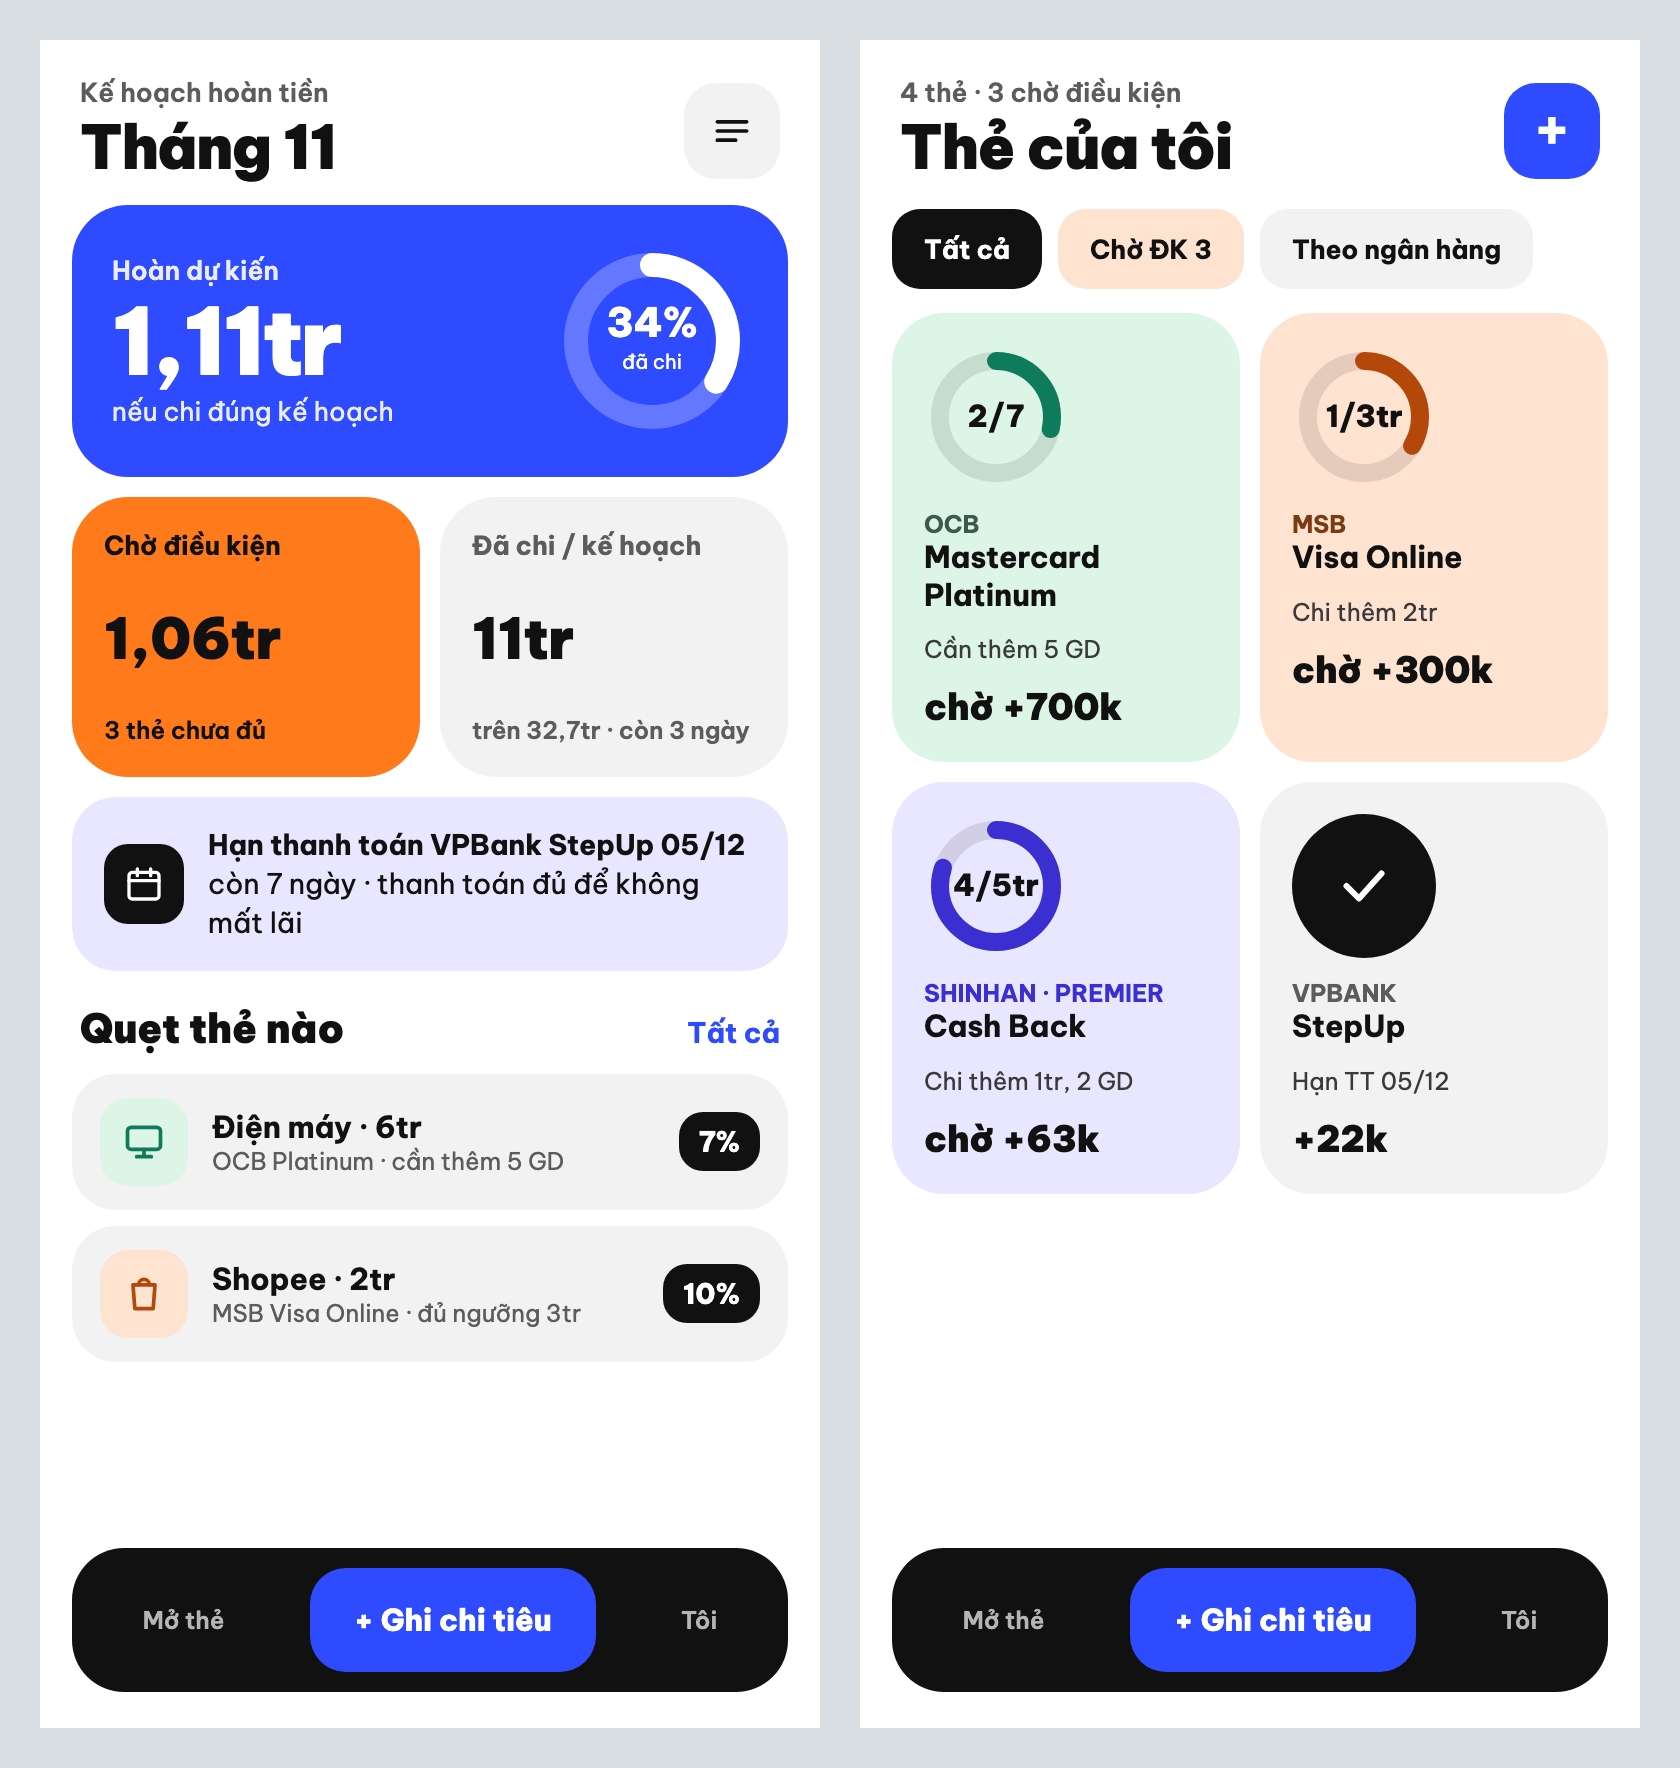 Kế hoạch hoàn tiền
Tháng 11
Hoàn dự kiến
1,11tr
nếu chi đúng kế hoạch
34%
đã chi
Chờ điều kiện
1,06tr
3 thẻ chưa đủ
Đã chi / kế hoạch
11tr
trên 32,7tr · còn 3 ngày
Hạn thanh toán VPBank StepUp 05/12
còn 7 ngày · thanh toán đủ để không
mất lãi
Quẹt thẻ nào
Tất cả
Điện máy · 6tr
OCB Platinum · cần thêm 5 GD
7%
Shopee · 2tr
MSB Visa Online · đủ ngưỡng 3tr
10%
Mở thẻ
+ Ghi chi tiêu
Tôi
4 thẻ · 3 chờ điều kiện
Thẻ của tôi
+
Tất cả
Chờ ĐK 3
Theo ngân hàng
2/7
OCB
Mastercard
Platinum
Cần thêm 5 GD
chờ +700k
1/3tr
MSB
Visa Online
Chi thêm 2tr
chờ +300k
4/5tr
SHINHAN · PREMIER
Cash Back
Chi thêm 1tr, 2 GD
chờ +63k
VPBANK
StepUp
Hạn TT 05/12
+22k
Mở thẻ
+ Ghi chi tiêu
Tôi